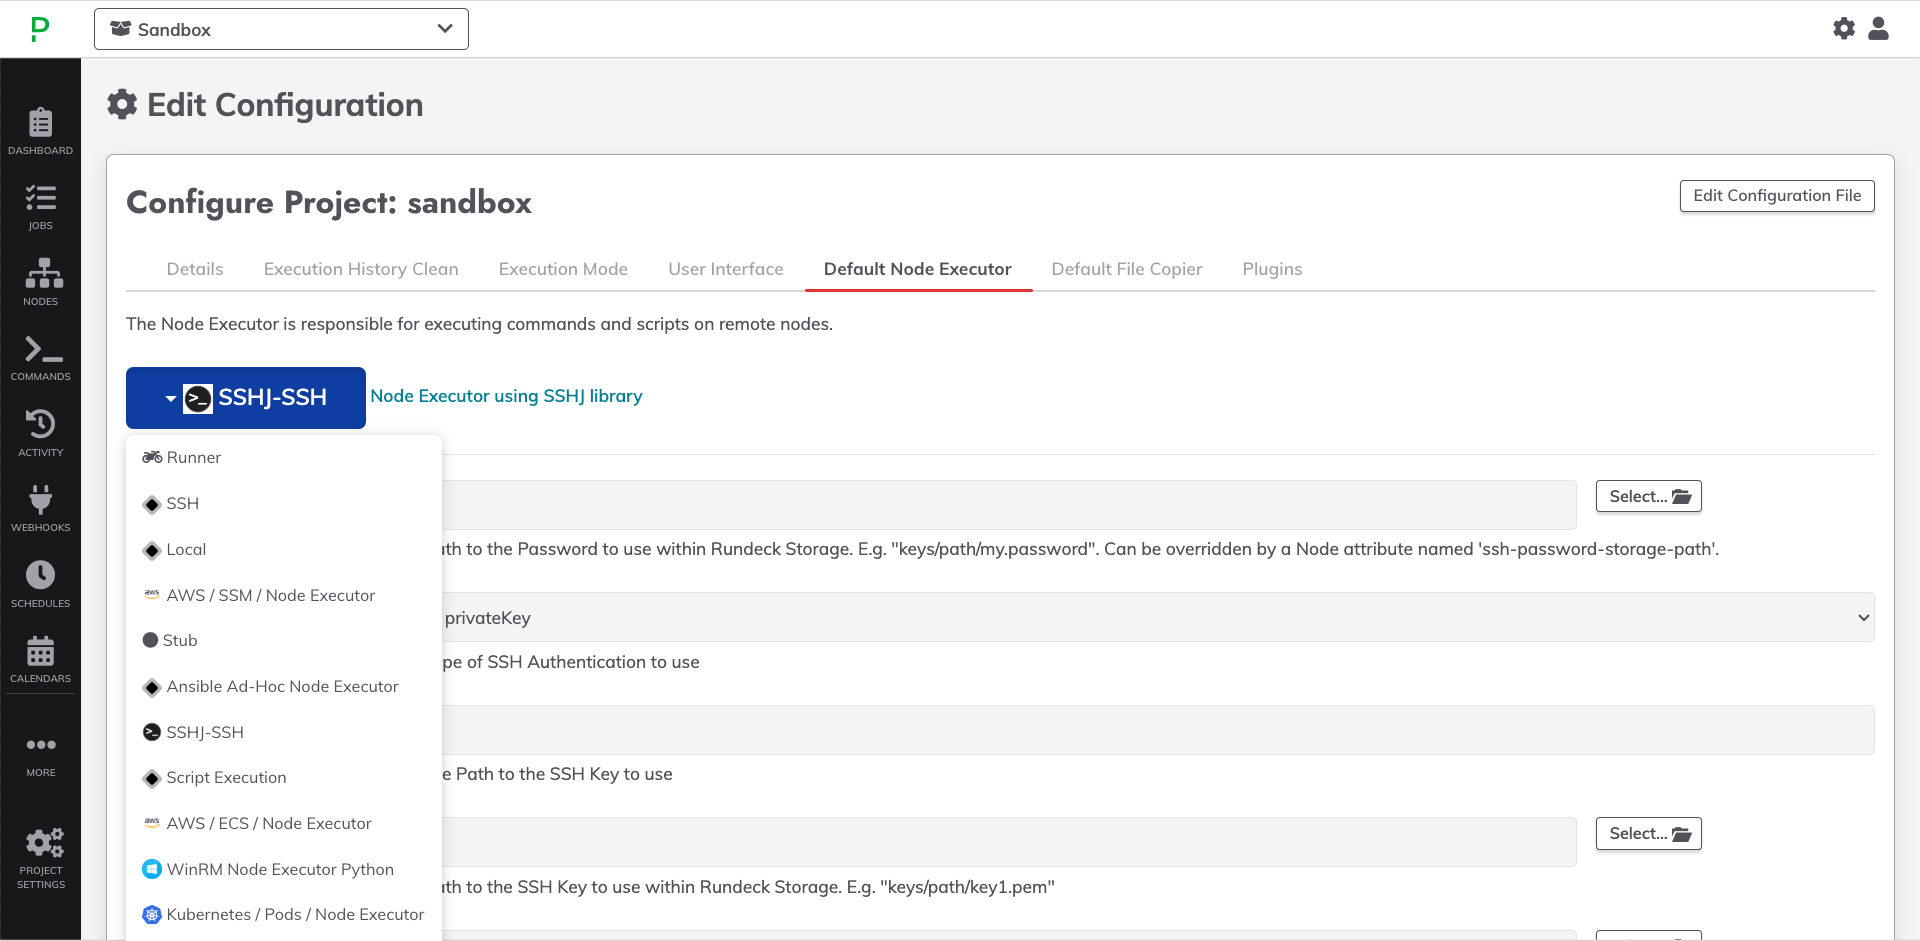 Sandbox
DASHBOARD
JOBS
NODES
COMMANDS
ACTIVITY
WEBHOOKS
SCHEDULES
CALENDARS
MORE
PROJECT
SETTINGS
Edit Configuration
Configure Project: sandbox
Edit Configuration File
Details Execution History Clean Execution Mode User Interface Default Node Executor Default File Copier Plugins
The Node Executor is responsible for executing commands and scripts on remote nodes.
SSHJ-SSH Node Executor using SSHJ library
Runner
SSH
Local
AWS / SSM / Node Executor
Stub
Ansible Ad-Hoc Node Executor
SSHJ-SSH
Script Execution
AWS / ECS / Node Executor
WinRM Node Executor Python
Kubernetes / Pods / Node Executor
Select...
ath to the Password to use within Rundeck Storage. E.g. "keys/path/my.password". Can be overridden by a Node attribute named 'ssh-password-storage-path'.
privateKey
pe of SSH Authentication to use
e Path to the SSH Key to use
Select...
ath to the SSH Key to use within Rundeck Storage. E.g. "keys/path/key1.pem"